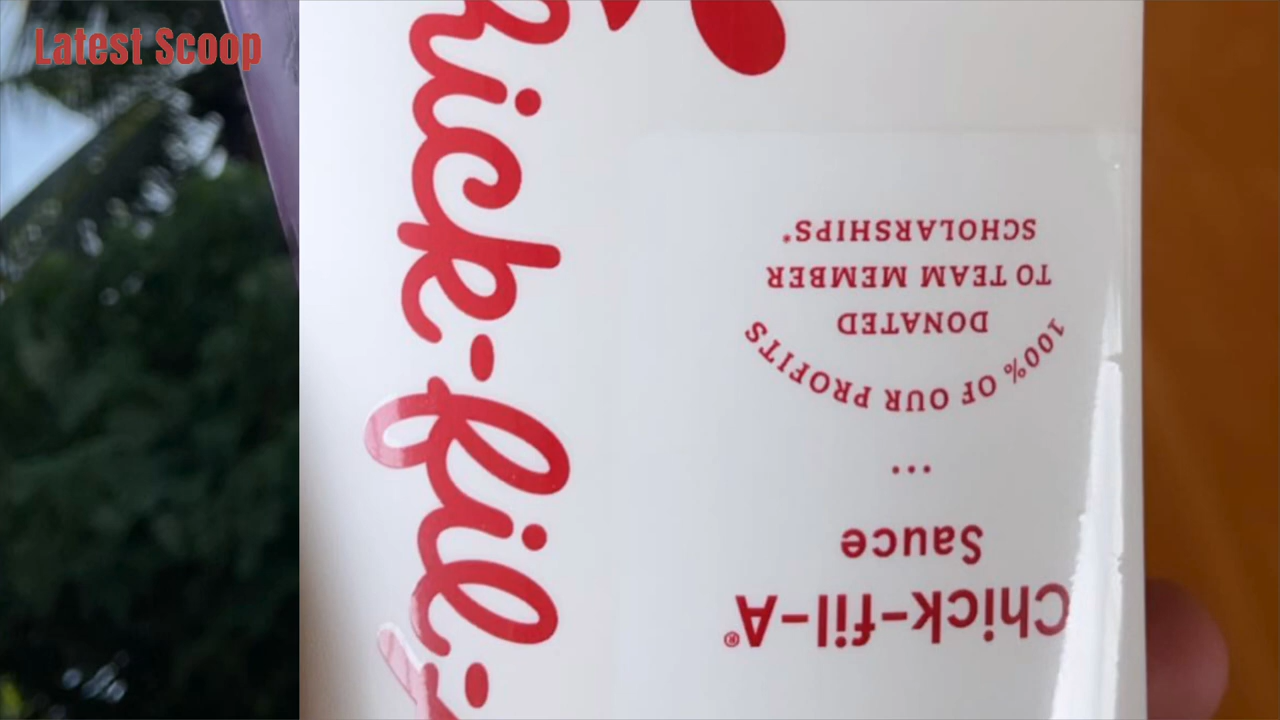 Latest Scoop
Chick-fil-
Chick-fil-A®
Sauce
...
100% OF OUR PROFITS
DONATED
TO TEAM MEMBER
SCHOLARSHIPS*